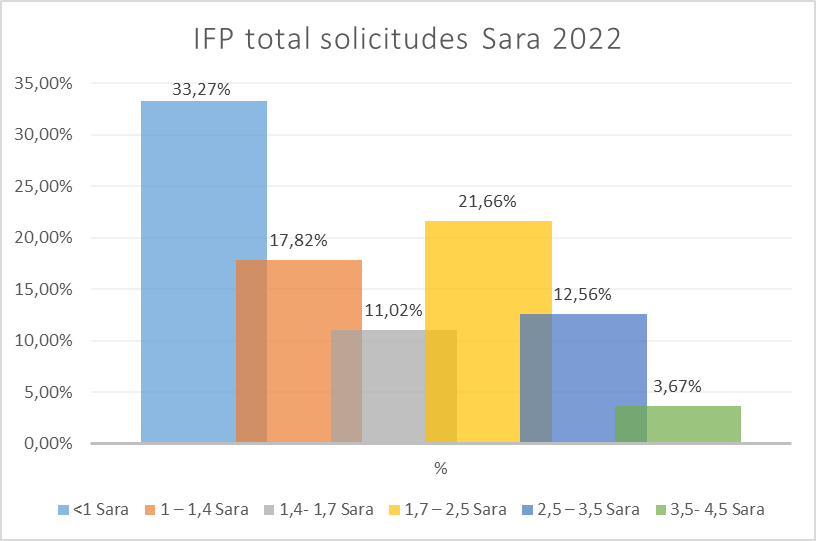 IFP total solicitudes Sara 2022
35,00%
30,00%
25,00%
20,00%
15,00%
10,00%
5,00%
0,00%
33,27%
17,82%
11,02%
21,66%
12,56%
3,67%
%
<1 Sara
1 – 1,4 Sara
1,4- 1,7 Sara
1,7 – 2,5 Sara
2,5 – 3,5 Sara
3,5- 4,5 Sara